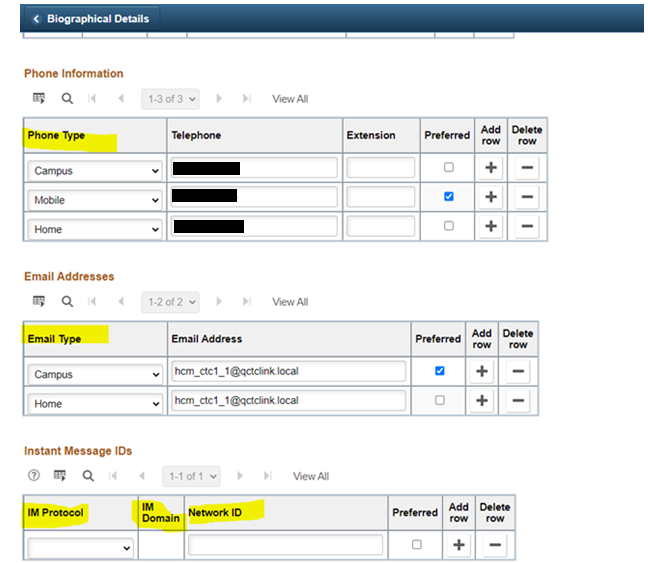 Biographical Details
Phone Information
1-3 of 3 View All
Phone Type Telephone Extension Preferred Add row Delete row
Campus
Mobile
Home
Email Addresses
1-2 of 2 View All
Email Type Email Address Preferred Add row Delete row
Campus hcm_ctc1_1@qctclink.local
Home hcm_ctc1_1@qctclink.local
Instant Message IDs
1-1 of 1 View All
IM Protocol IM Domain Network ID Preferred Add row Delete row